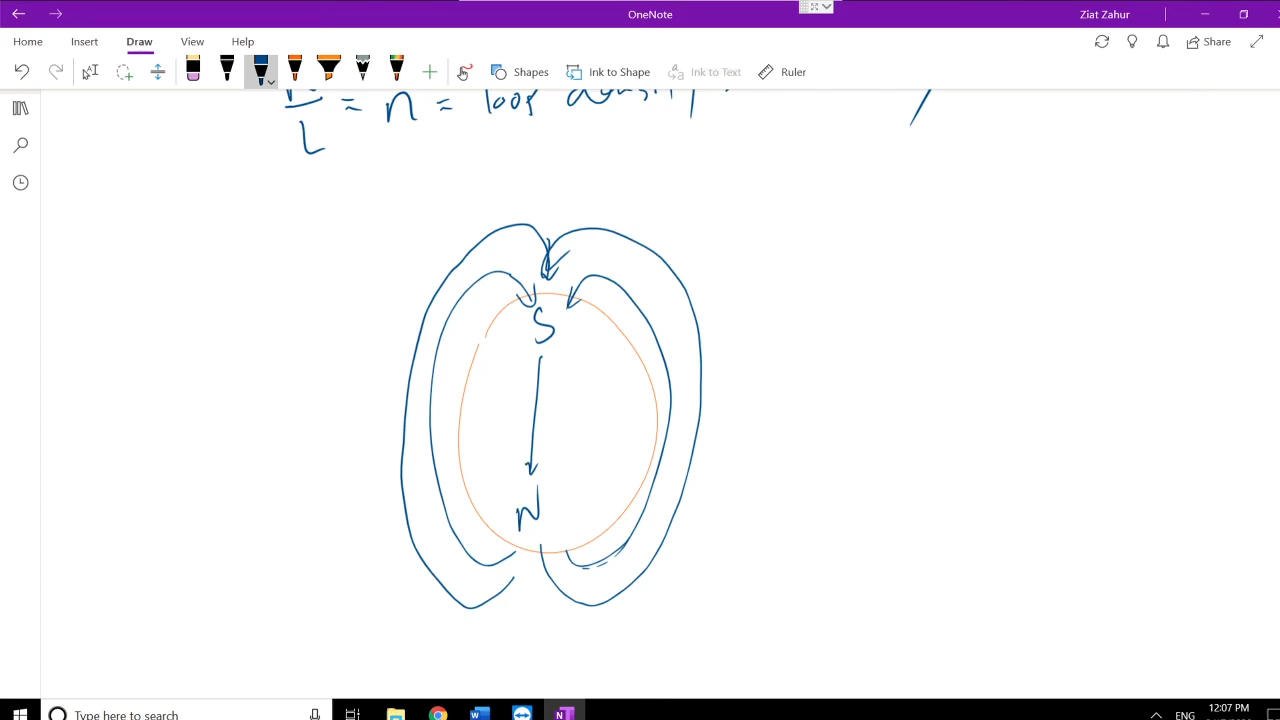 OneNote
Ziat Zahur
Home Insert Draw View Help
Share
Shapes Ink to Shape Ink to Text Ruler
= n = loop density
L
S
N
Type here to search
ENG
12:07 PM